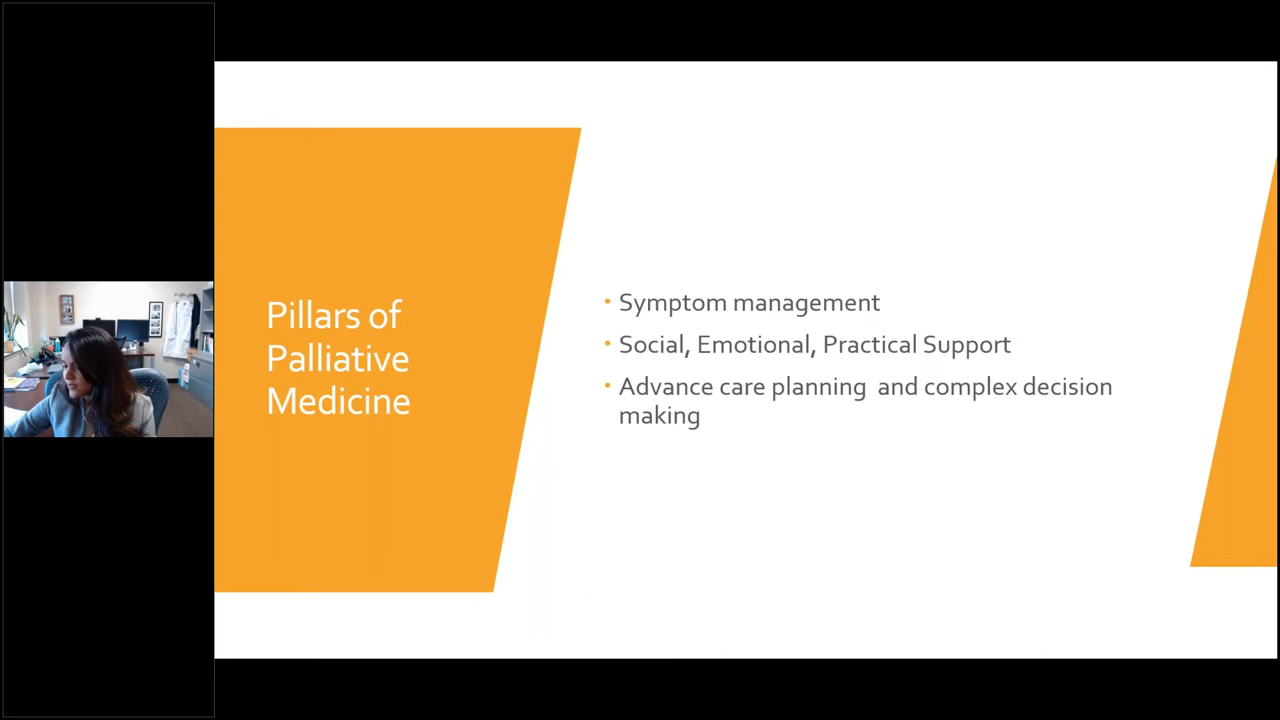 Pillars of
Palliative
Medicine
• Symptom management
• Social, Emotional, Practical Support
• Advance care planning  and complex decision
making